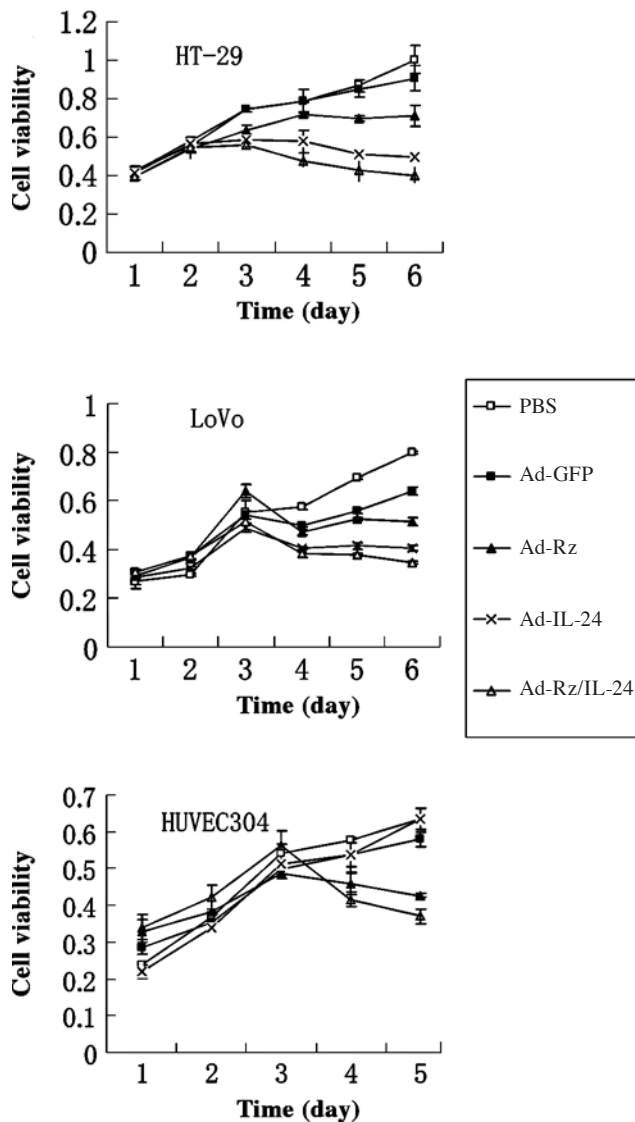 HT-29
Cell viability
1.2
1
0.8
0.6
0.4
0.2
0
1 2 3 4 5 6
Time (day)
LoVo
Cell viability
1
0.8
0.6
0.4
0.2
0
1 2 3 4 5 6
Time (day)
PBS
Ad-GFP
Ad-Rz
Ad-IL-24
Ad-Rz/IL-24
HUVEC304
Cell viability
0.7
0.6
0.5
0.4
0.3
0.2
0.1
0
1 2 3 4 5
Time (day)